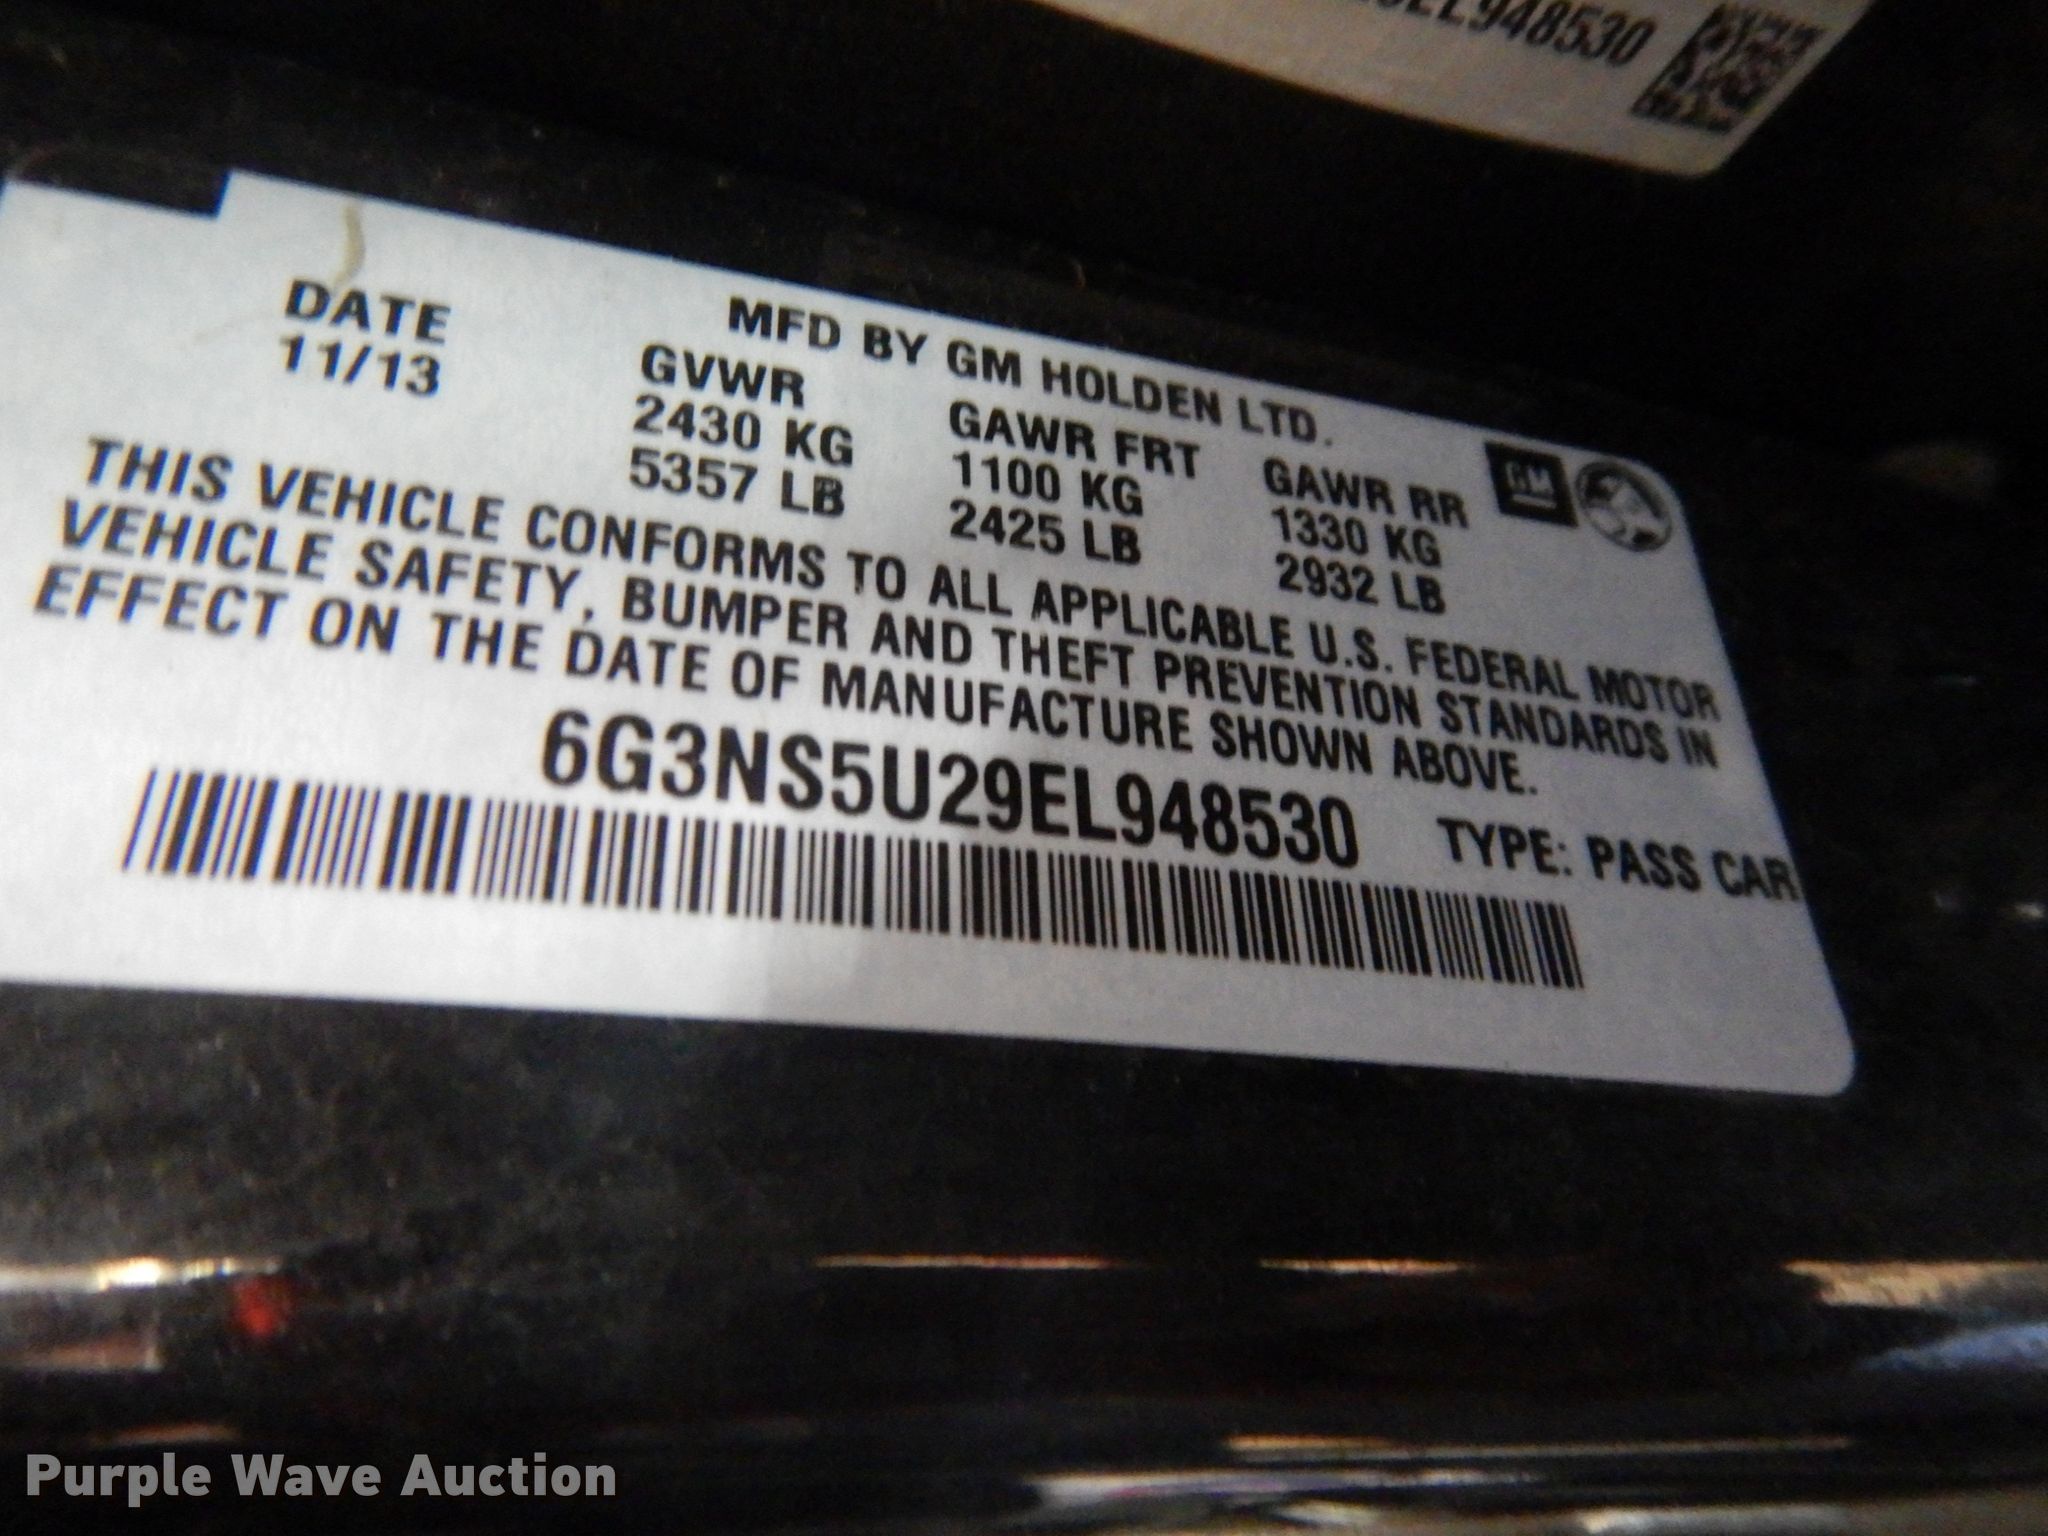 EL948530
MFD BY GM HOLDEN LTD.
DATE GVWR GAWR FRT GAWR RR
11/13 2430 KG 1100 KG 1330 KG
5357 LB 2425 LB 2932 LB
GM
THIS VEHICLE CONFORMS TO ALL APPLICABLE U.S. FEDERAL MOTOR
VEHICLE SAFETY, BUMPER AND THEFT PREVENTION STANDARDS IN
EFFECT ON THE DATE OF MANUFACTURE SHOWN ABOVE.
6G3NS5U29EL948530 TYPE: PASS CAR
Purple Wave Auction